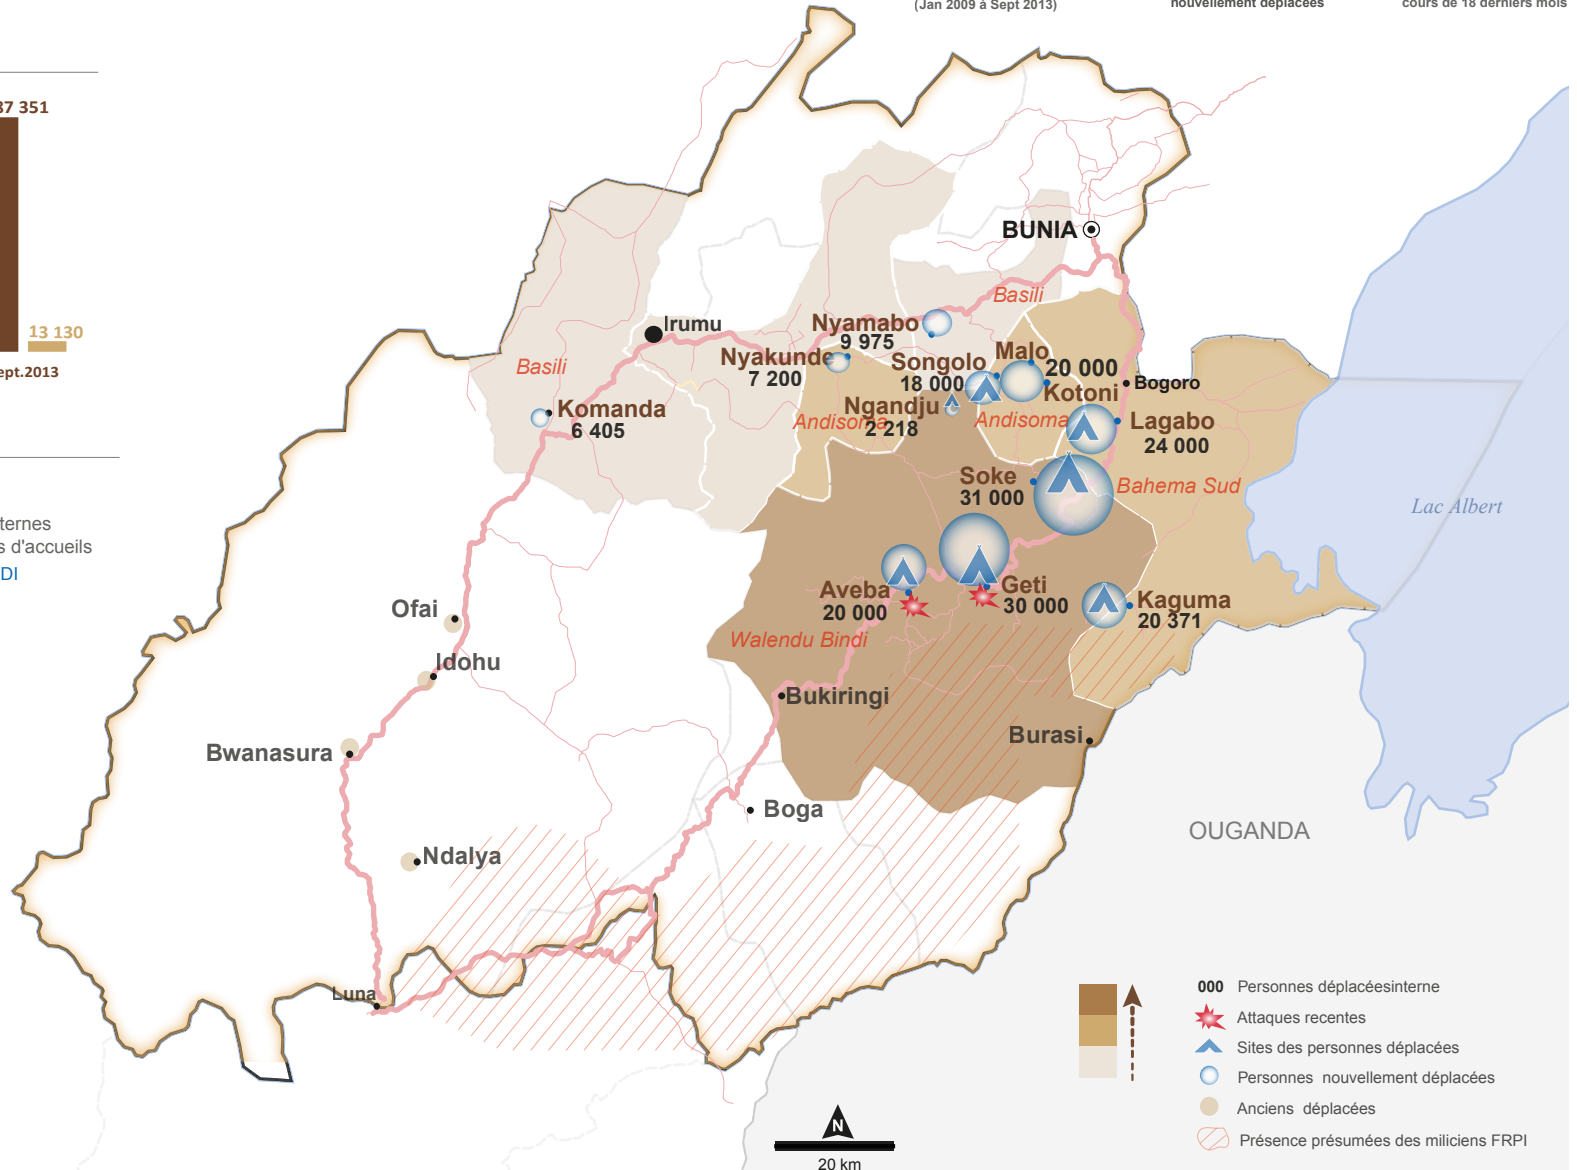 (Jan 2009 à Sept 2013)
nouvellement déplacées
cours de 18 derniers mois
37 351
13 130
ept.2013
ternes
s d'accueils
DI
BUNIA
Basili
Irumu
Nyamabo
9 975
Nyakunde
7 200
Songolo
18 000
Malo
20 000
Kotoni
Bogoro
Basili
Komanda
6 405
Ngandju
2 218
Andisoma
Andisoma
Lagabo
24 000
Soke
31 000
Bahema Sud
Lac Albert
Aveba
20 000
Geti
30 000
Kaguma
20 371
Walendu Bindi
Ofai
Idohu
Bukiringi
Burasi
Bwanasura
Boga
Ndalya
OUGANDA
Luna
000 Personnes déplacéesinterne
Attaques recentes
Sites des personnes déplacées
Personnes nouvellement déplacées
Anciens déplacées
Présence présumées des miliciens FRPI
N
20 km